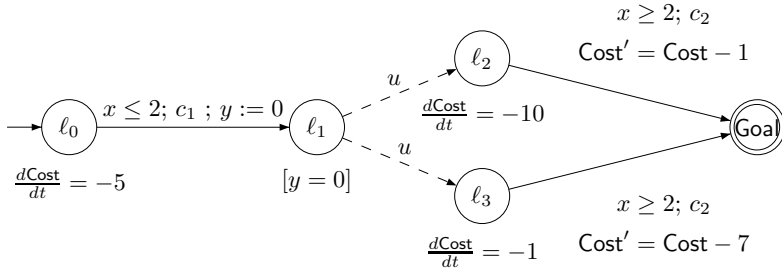 x ≥ 2; c₂
Cost′ = Cost − 1
ℓ₂
u
dCost/dt = −10
x ≤ 2; c₁ ; y := 0
ℓ₀
ℓ₁
Goal
dCost/dt = −5
[y = 0]
u
ℓ₃
dCost/dt = −1
x ≥ 2; c₂
Cost′ = Cost − 7